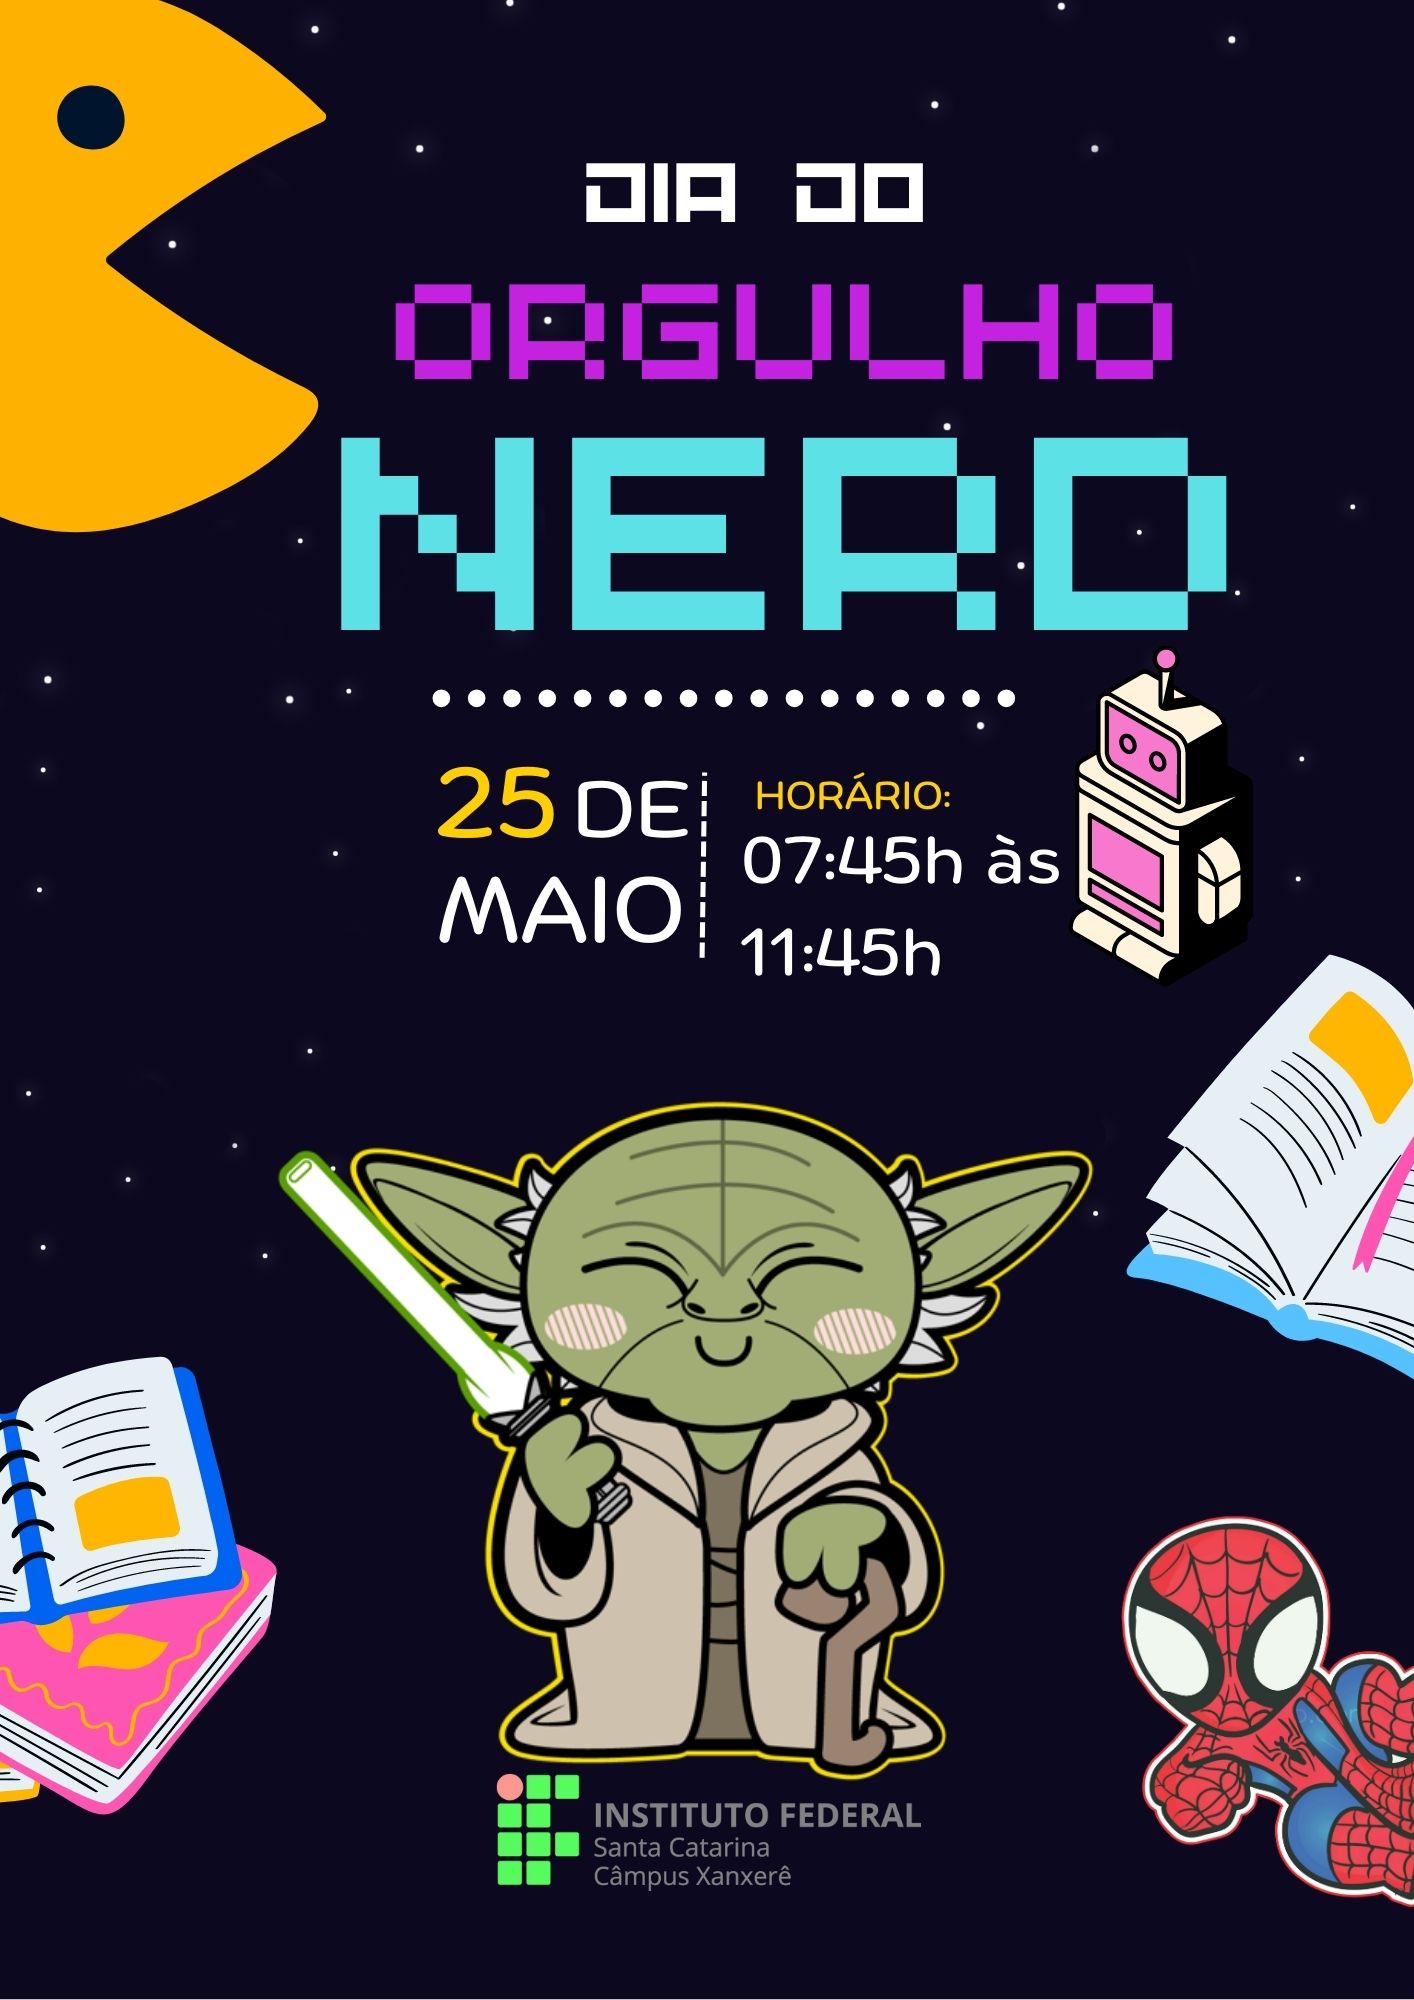 DIA DO
ORGULHO
NERD
25 DE
MAIO
HORÁRIO:
07:45h às
11:45h
INSTITUTO FEDERAL
Santa Catarina
Câmpus Xanxerê